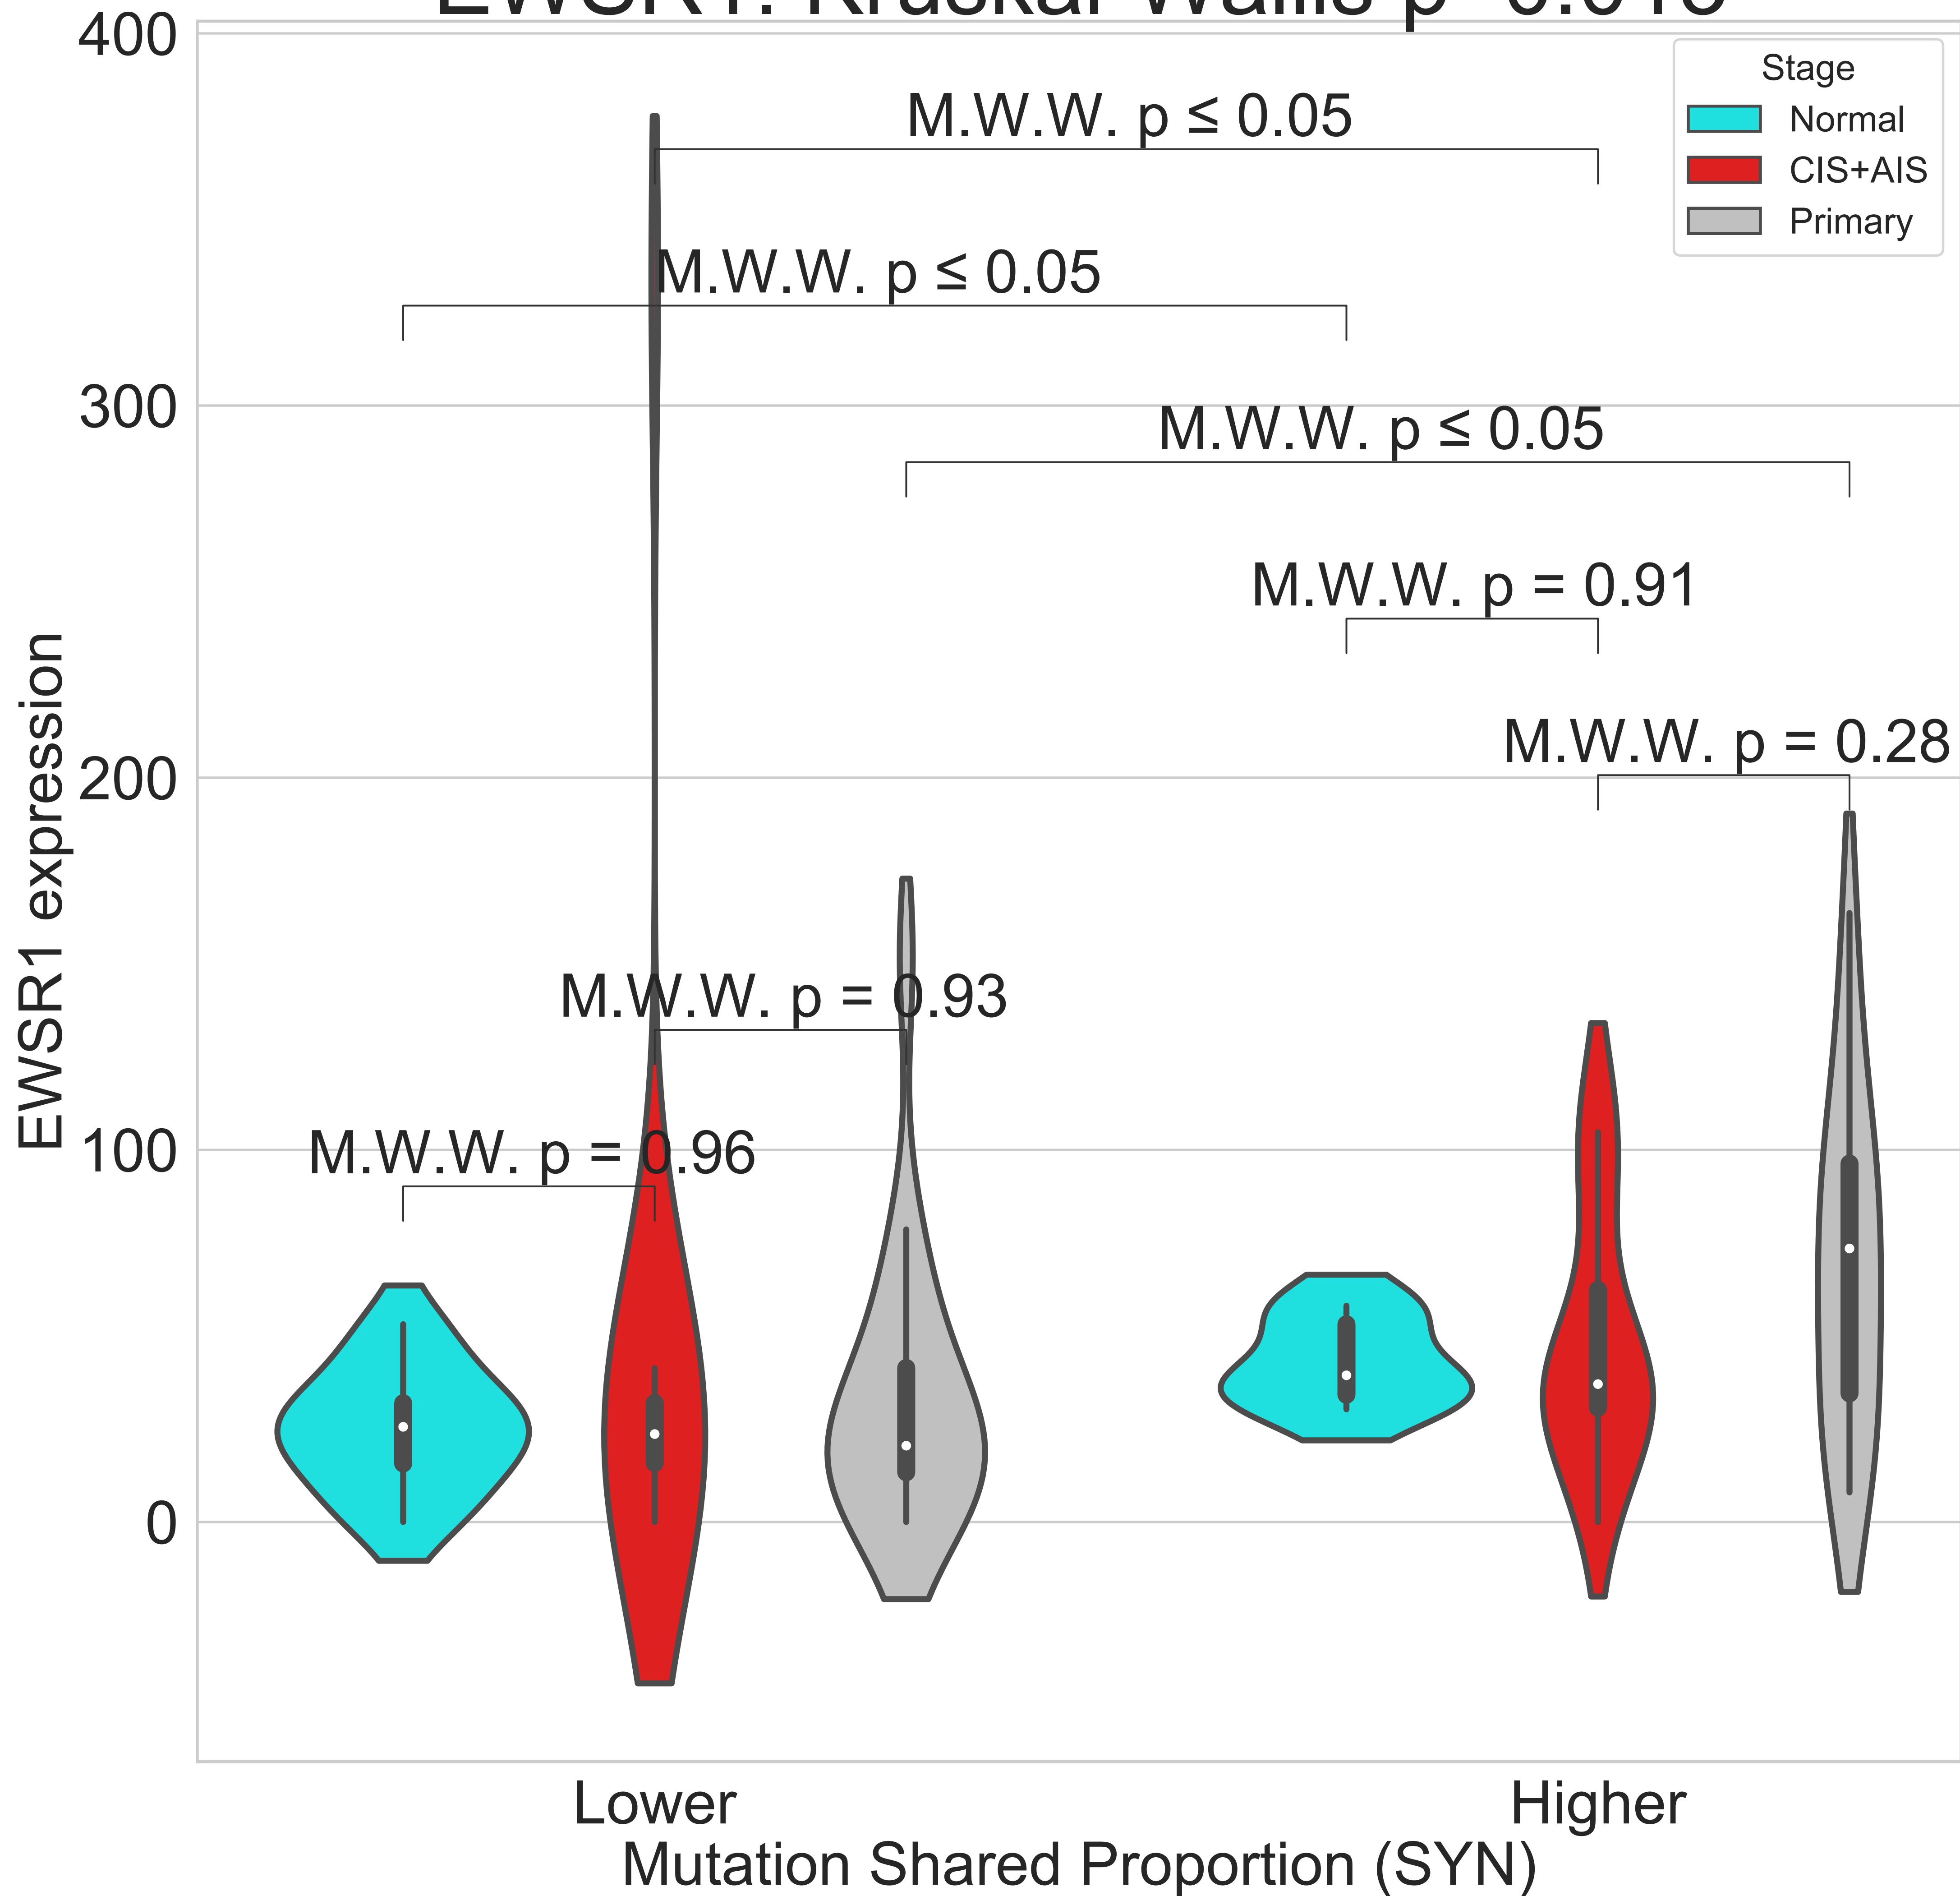 400
Stage
Normal
CIS+AIS
Primary
M.W.W. p ≤ 0.05
M.W.W. p ≤ 0.05
300
M.W.W. p ≤ 0.05
M.W.W. p = 0.91
M.W.W. p = 0.28
200
EWSR1 expression
M.W.W. p = 0.93
100
M.W.W. p = 0.96
0
Lower
Higher
Mutation Shared Proportion (SYN)